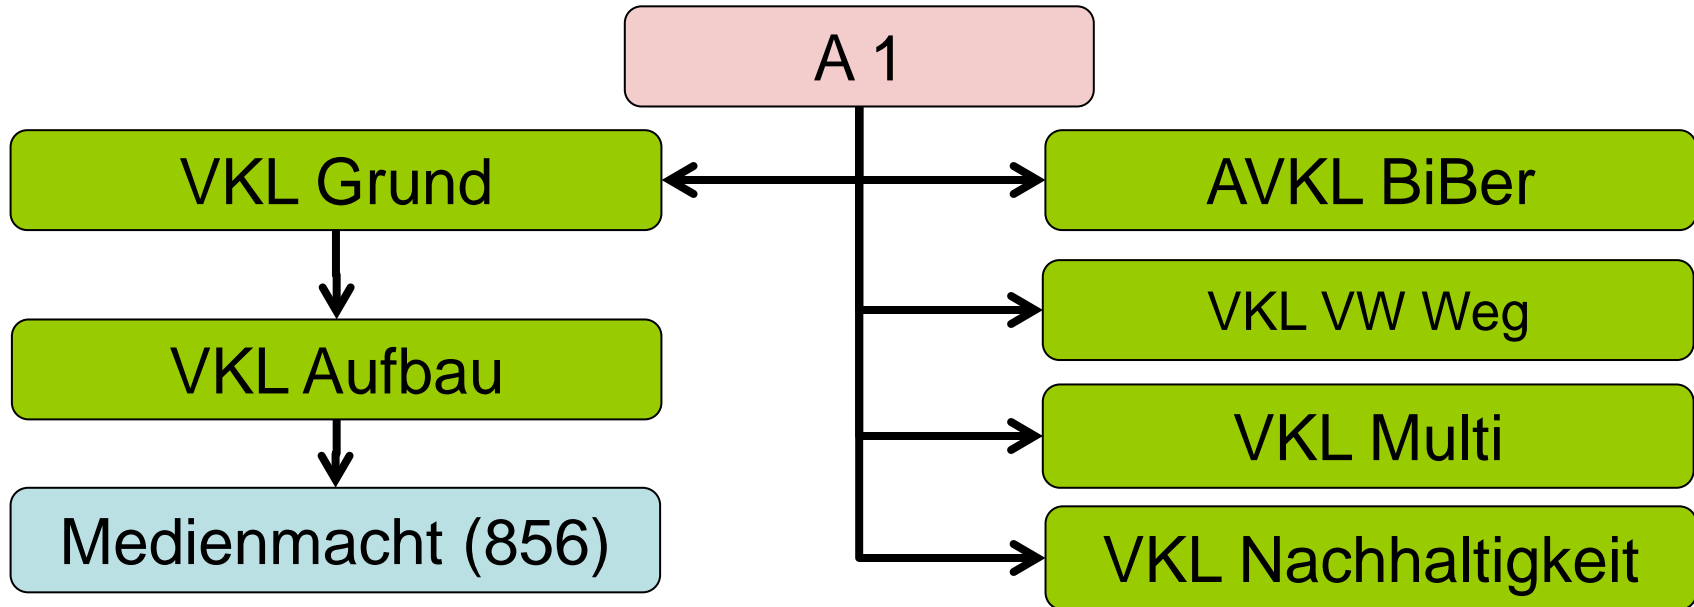 A 1
VKL Grund
AVKL BiBer
VKL VW Weg
VKL Aufbau
VKL Multi
Medienmacht (856)
VKL Nachhaltigkeit